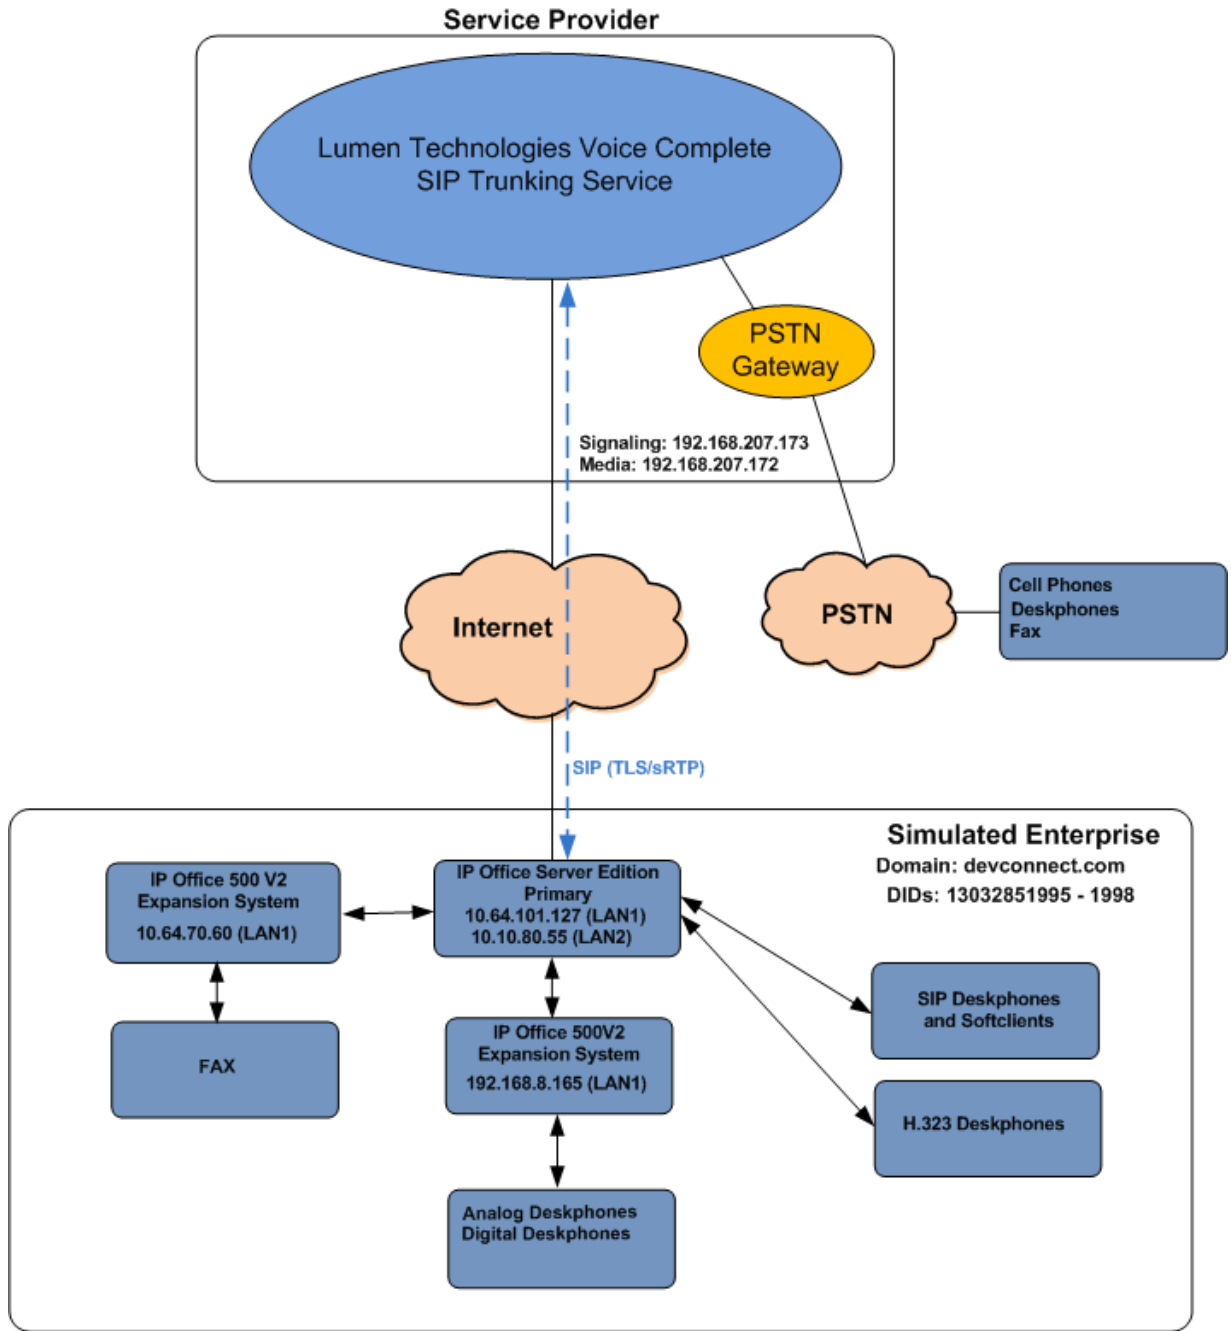 Service Provider
Lumen Technologies Voice Complete
SIP Trunking Service
PSTN
Gateway
Signaling: 192.168.207.173
Media: 192.168.207.172
Internet
PSTN
Cell Phones
Deskphones
Fax
SIP (TLS/sRTP)
Simulated Enterprise
Domain: devconnect.com
DIDs: 13032851995 - 1998
IP Office 500 V2
Expansion System
10.64.70.60 (LAN1)
IP Office Server Edition
Primary
10.64.101.127 (LAN1)
10.10.80.55 (LAN2)
SIP Deskphones
and Softclients
FAX
IP Office 500V2
Expansion System
192.168.8.165 (LAN1)
H.323 Deskphones
Analog Deskphones
Digital Deskphones